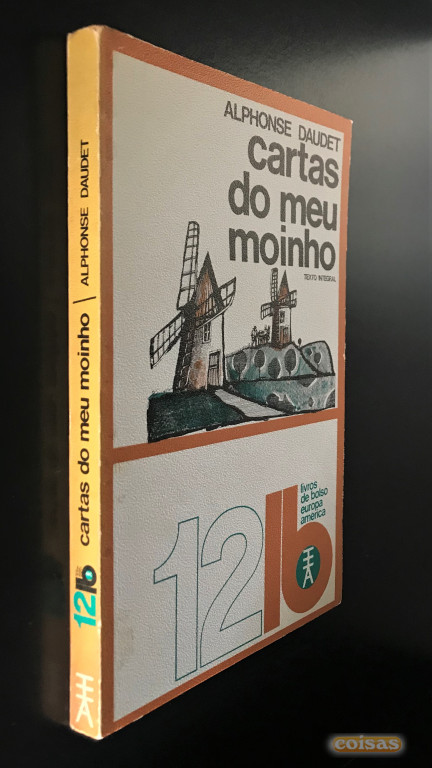 ALPHONSE DAUDET
cartas
do meu
moinho
TEXTO INTEGRAL
12 lb
livros
de bolso
europa
américa
cartas do meu moinho | ALPHONSE DAUDET
12 lb
coisas